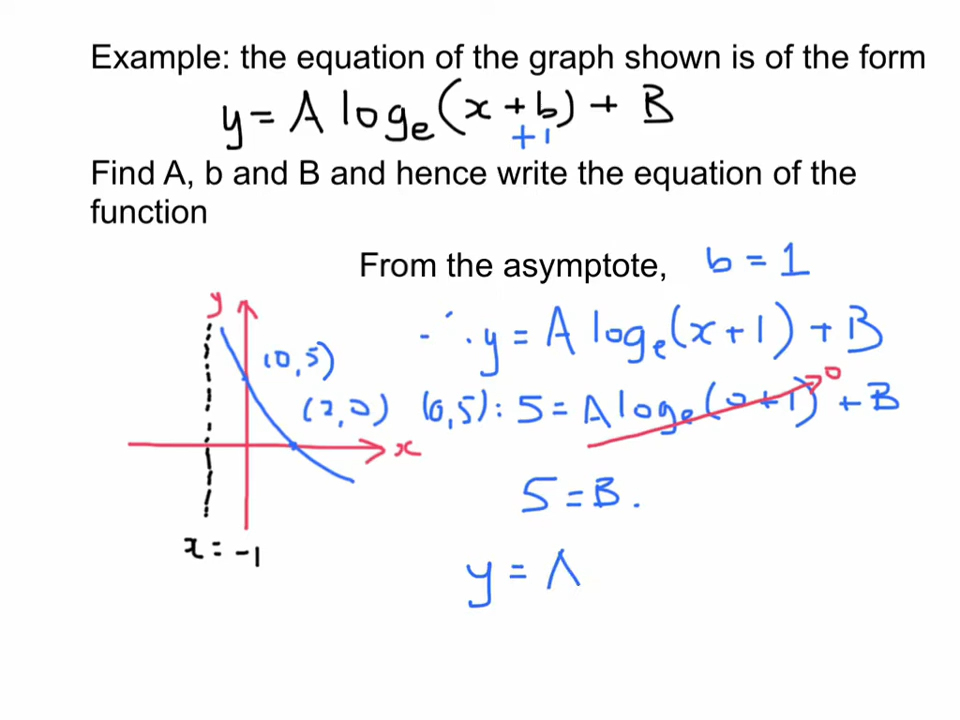 Example: the equation of the graph shown is of the form
y = A logₑ(x + b) + B
+1
Find A, b and B and hence write the equation of the
function
From the asymptote, b = 1
y
∴ y = A logₑ(x + 1) + B
(0,5)
(2,0)
(0,5): 5 = A logₑ(0+1) + B
0
x
5 = B.
x = -1
y = A